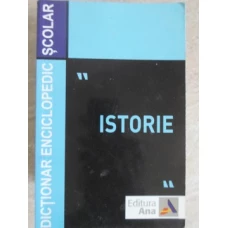 DICȚIONAR ENCICLOPEDIC ȘCOLAR
"
ISTORIE
"
Editura
Ana